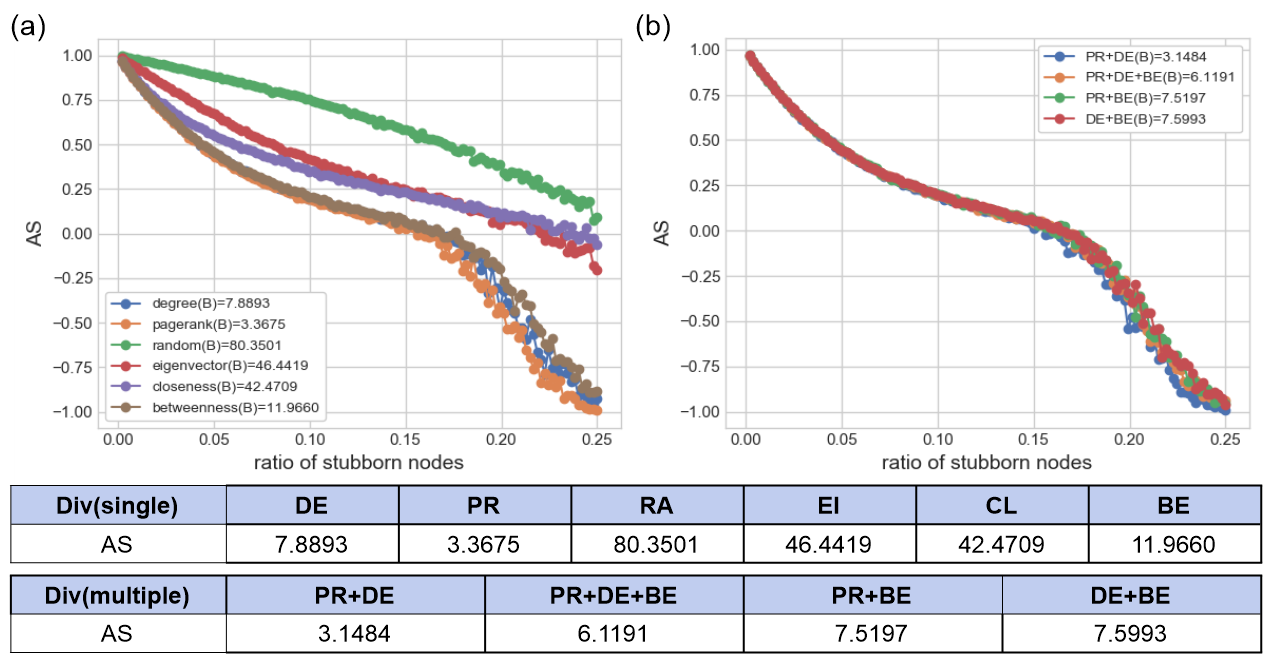 (a)
1.00
0.75
0.50
0.25
0.00
−0.25
−0.50
−0.75
−1.00
AS
degree(B)=7.8893
pagerank(B)=3.3675
random(B)=80.3501
eigenvector(B)=46.4419
closeness(B)=42.4709
betweenness(B)=11.9660
0.00 0.05 0.10 0.15 0.20 0.25
ratio of stubborn nodes
(b)
1.00
0.75
0.50
0.25
0.00
−0.25
−0.50
−0.75
−1.00
AS
PR+DE(B)=3.1484
PR+DE+BE(B)=6.1191
PR+BE(B)=7.5197
DE+BE(B)=7.5993
0.00 0.05 0.10 0.15 0.20 0.25
ratio of stubborn nodes
Div(single) DE PR RA EI CL BE
AS 7.8893 3.3675 80.3501 46.4419 42.4709 11.9660
Div(multiple) PR+DE PR+DE+BE PR+BE DE+BE
AS 3.1484 6.1191 7.5197 7.5993